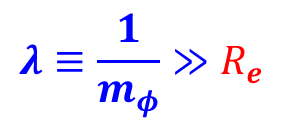 λ ≡ 1/m_ϕ ≫ R_e